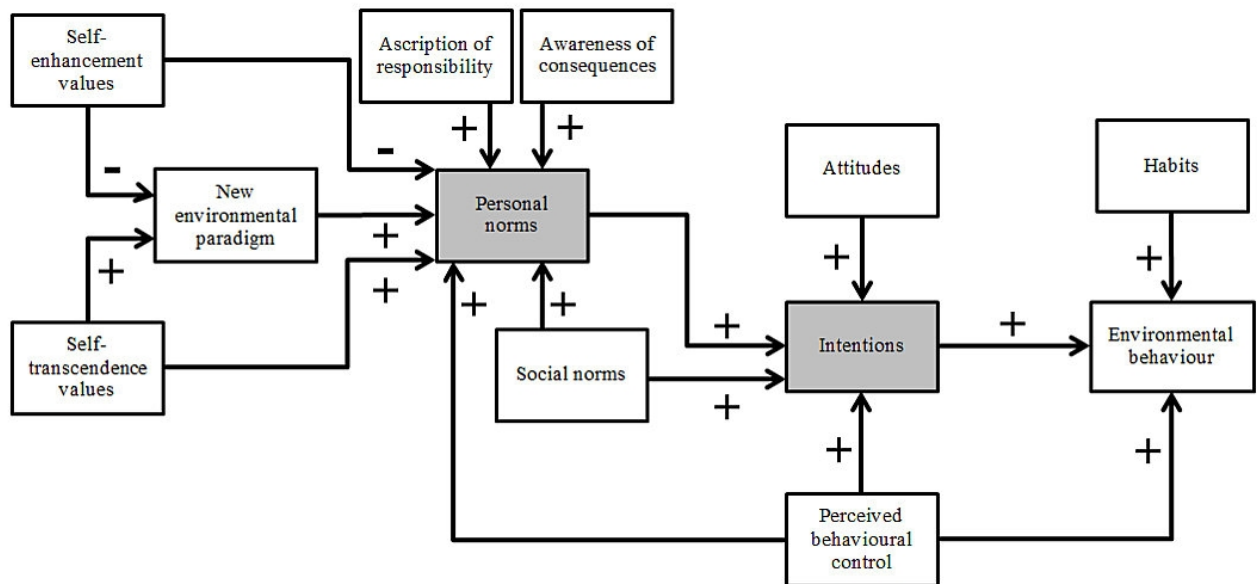 Self-
enhancement
values
Ascription of
responsibility
Awareness of
consequences
+
+
-
-
New
environmental
paradigm
Personal
norms
Attitudes
Habits
+
+
+
+
+
Self-
transcendence
values
+
+
Social norms
+
+
Intentions
+
Environmental
behaviour
+
+
Perceived
behavioural
control